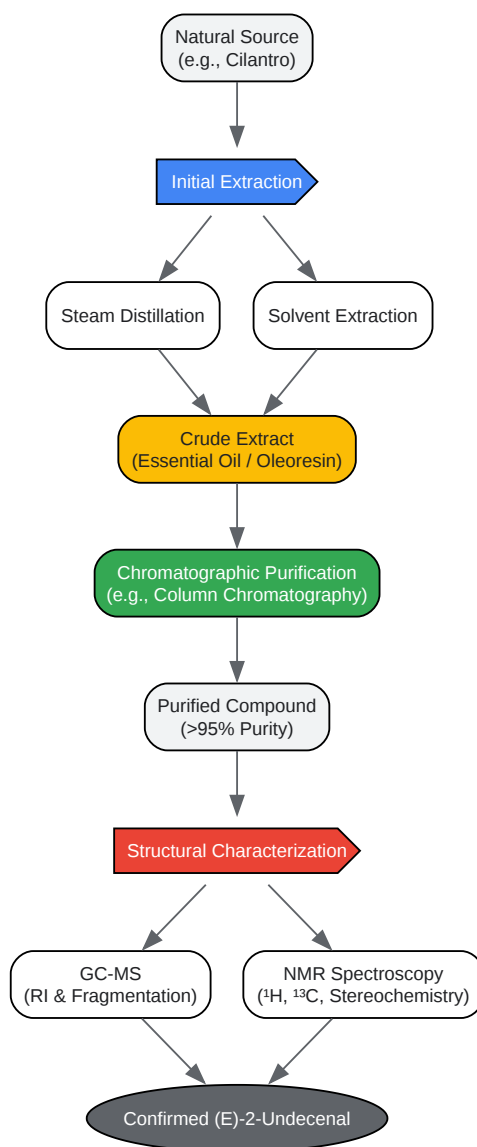 Natural Source
(e.g., Cilantro)
Initial Extraction
Steam Distillation
Solvent Extraction
Crude Extract
(Essential Oil / Oleoresin)
Chromatographic Purification
(e.g., Column Chromatography)
Purified Compound
(>95% Purity)
Structural Characterization
GC-MS
(RI & Fragmentation)
NMR Spectroscopy
(¹H, ¹³C, Stereochemistry)
Confirmed (E)-2-Undecenal